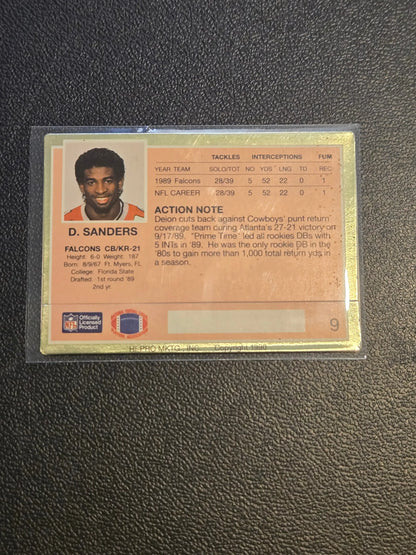 TACKLES INTERCEPTIONS FUM
YEAR TEAM SOLO/TOT NO YDS LNG TD REC
1989 Falcons 28/39 5 52 22 0 1
NFL CAREER 28/39 5 52 22 0 1
D. SANDERS
FALCONS CB/KR-21
Height: 6-0 Weight: 187
Born: 8/9/67 Ft. Myers, FL
College: Florida State
Drafted: 1st round '89
2nd yr.
ACTION NOTE
Deion cuts back against Cowboys' punt return
coverage team during Atlanta's 27-21 victory on
9/17/89. "Prime Time" led all rookies DBs with
5 INTs in '89. He was the only rookie DB in the
'80s to gain more than 1,000 total return yds in
a season.
NFL
Officially
Licensed
Product
9
HI-PRO MKTG., INC. Copyright 1990